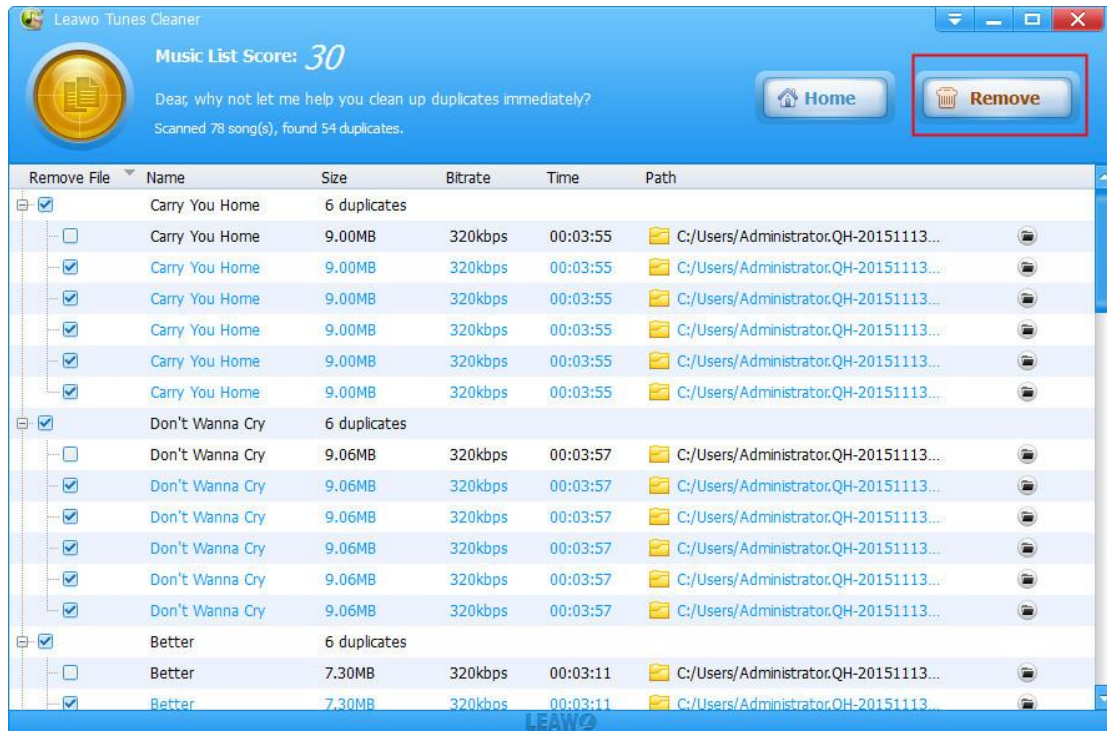 Leawo Tunes Cleaner
Music List Score: 30
Dear, why not let me help you clean up duplicates immediately?
Scanned 78 song(s), found 54 duplicates.
Home
Remove
Remove File Name Size Bitrate Time Path
Carry You Home 6 duplicates
Carry You Home 9.00MB 320kbps 00:03:55 C:/Users/Administrator.QH-20151113...
Carry You Home 9.00MB 320kbps 00:03:55 C:/Users/Administrator.QH-20151113...
Carry You Home 9.00MB 320kbps 00:03:55 C:/Users/Administrator.QH-20151113...
Carry You Home 9.00MB 320kbps 00:03:55 C:/Users/Administrator.QH-20151113...
Carry You Home 9.00MB 320kbps 00:03:55 C:/Users/Administrator.QH-20151113...
Carry You Home 9.00MB 320kbps 00:03:55 C:/Users/Administrator.QH-20151113...
Don't Wanna Cry 6 duplicates
Don't Wanna Cry 9.06MB 320kbps 00:03:57 C:/Users/Administrator.QH-20151113...
Don't Wanna Cry 9.06MB 320kbps 00:03:57 C:/Users/Administrator.QH-20151113...
Don't Wanna Cry 9.06MB 320kbps 00:03:57 C:/Users/Administrator.QH-20151113...
Don't Wanna Cry 9.06MB 320kbps 00:03:57 C:/Users/Administrator.QH-20151113...
Don't Wanna Cry 9.06MB 320kbps 00:03:57 C:/Users/Administrator.QH-20151113...
Don't Wanna Cry 9.06MB 320kbps 00:03:57 C:/Users/Administrator.QH-20151113...
Better 6 duplicates
Better 7.30MB 320kbps 00:03:11 C:/Users/Administrator.QH-20151113...
Better 7.30MB 320kbps 00:03:11 C:/Users/Administrator.QH-20151113...
LEAWO